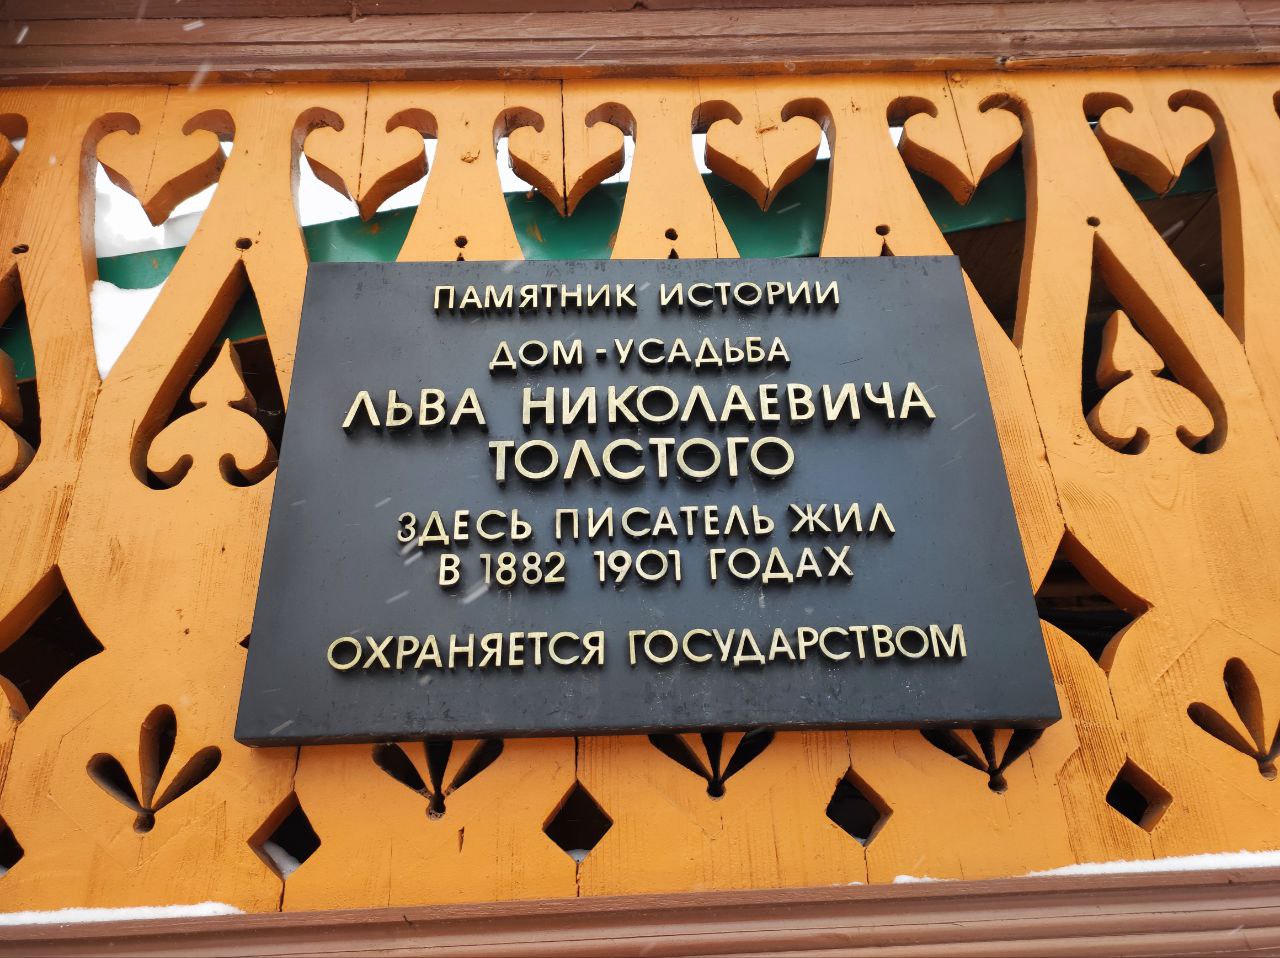 ПАМЯТНИК ИСТОРИИ
ДОМ-УСАДЬБА
ЛЬВА НИКОЛАЕВИЧА
ТОЛСТОГО
ЗДЕСЬ ПИСАТЕЛЬ ЖИЛ
В 1882 1901 ГОДАХ
ОХРАНЯЕТСЯ ГОСУДАРСТВОМ